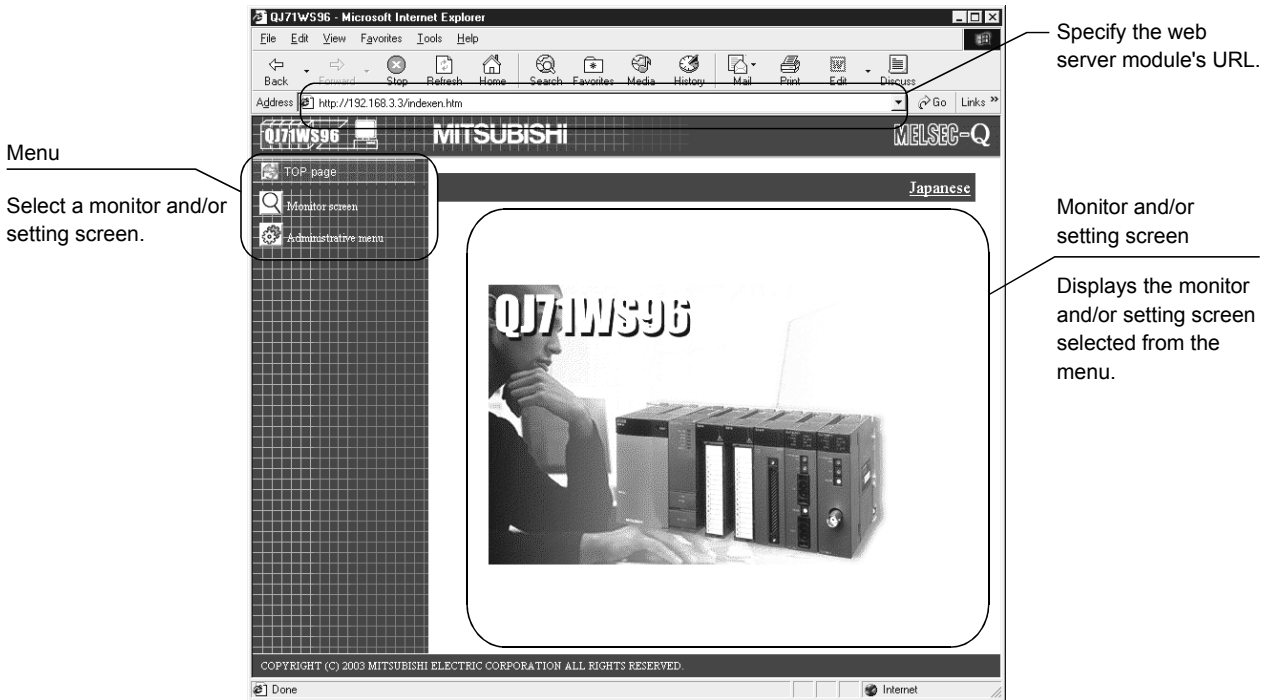 QJ71WS96 - Microsoft Internet Explorer
File Edit View Favorites Tools Help
Back Forward Stop Refresh Home Search Favorites Media History Mail Print Edit Discuss
Address http://192.168.3.3/indexen.htm Go Links »
QJ71WS96 MITSUBISHI MELSEC-Q
TOP page
Monitor screen
Administrative menu
Japanese
QJ71WS96
COPYRIGHT (C) 2003 MITSUBISHI ELECTRIC CORPORATION ALL RIGHTS RESERVED.
Done Internet
Menu
Select a monitor and/or
setting screen.
Specify the web
server module's URL.
Monitor and/or
setting screen
Displays the monitor
and/or setting screen
selected from the
menu.